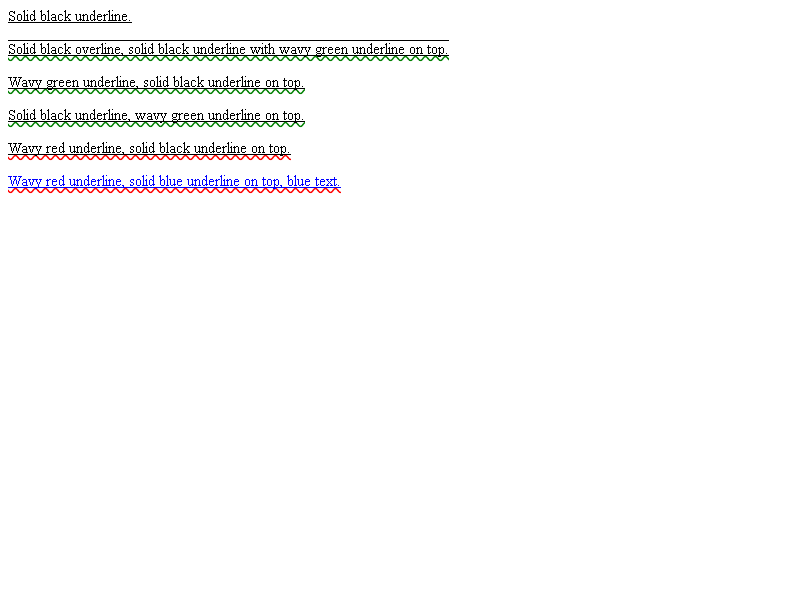 Solid black underline.
Solid black overline, solid black underline with wavy green underline on top.
Wavy green underline, solid black underline on top.
Solid black underline, wavy green underline on top.
Wavy red underline, solid black underline on top.
Wavy red underline, solid blue underline on top, blue text.